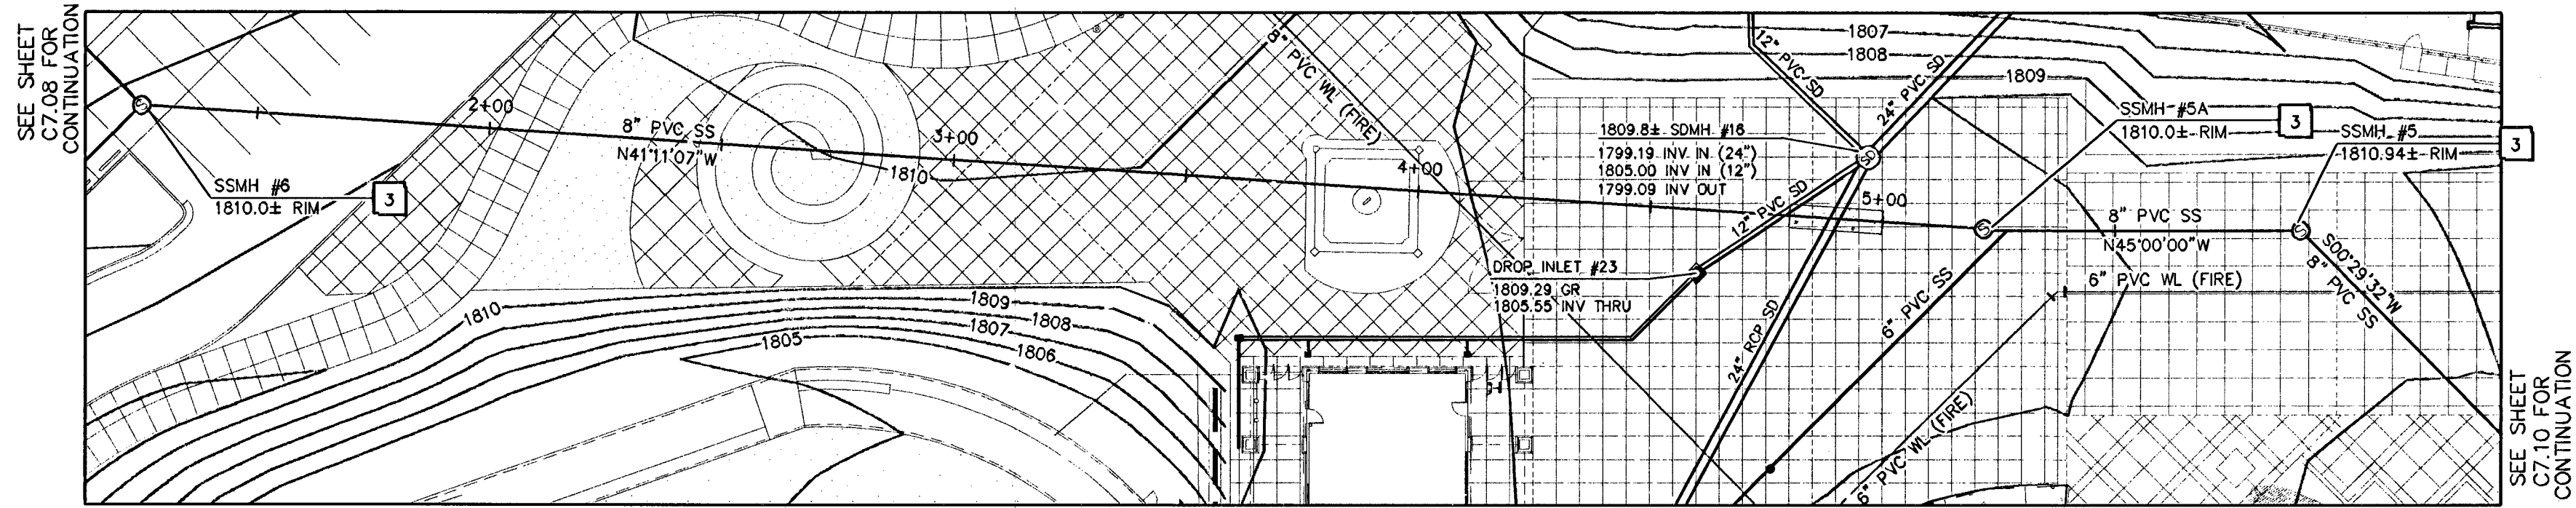 SEE SHEET
C7.08 FOR
CONTINUATION
2+00
8" PVC SS
N41°11'07"W
3+00
1810
SSMH #6
1810.0± RIM
3
8" PVC WL (FIRE)
4+00
12" PVC SD
24" PVC SD
1807
1808
1809
1809.8± SDMH #16
1799.19 INV IN (24")
1805.00 INV IN (12")
1799.09 INV OUT
SD
12" PVC SD
5+00
SSMH #5A
1810.0± RIM
3
SSMH #5
1810.94± RIM
3
S
S
S
8" PVC SS
N45°00'00"W
S00°29'32"W
8" PVC SS
6" PVC WL (FIRE)
DROP INLET #23
1809.29 GR
1805.55 INV THRU
24" RCP SD
6" PVC SS
6" PVC WL (FIRE)
1810
1809
1808
1807
1806
1805
SEE SHEET
C7.10 FOR
CONTINUATION